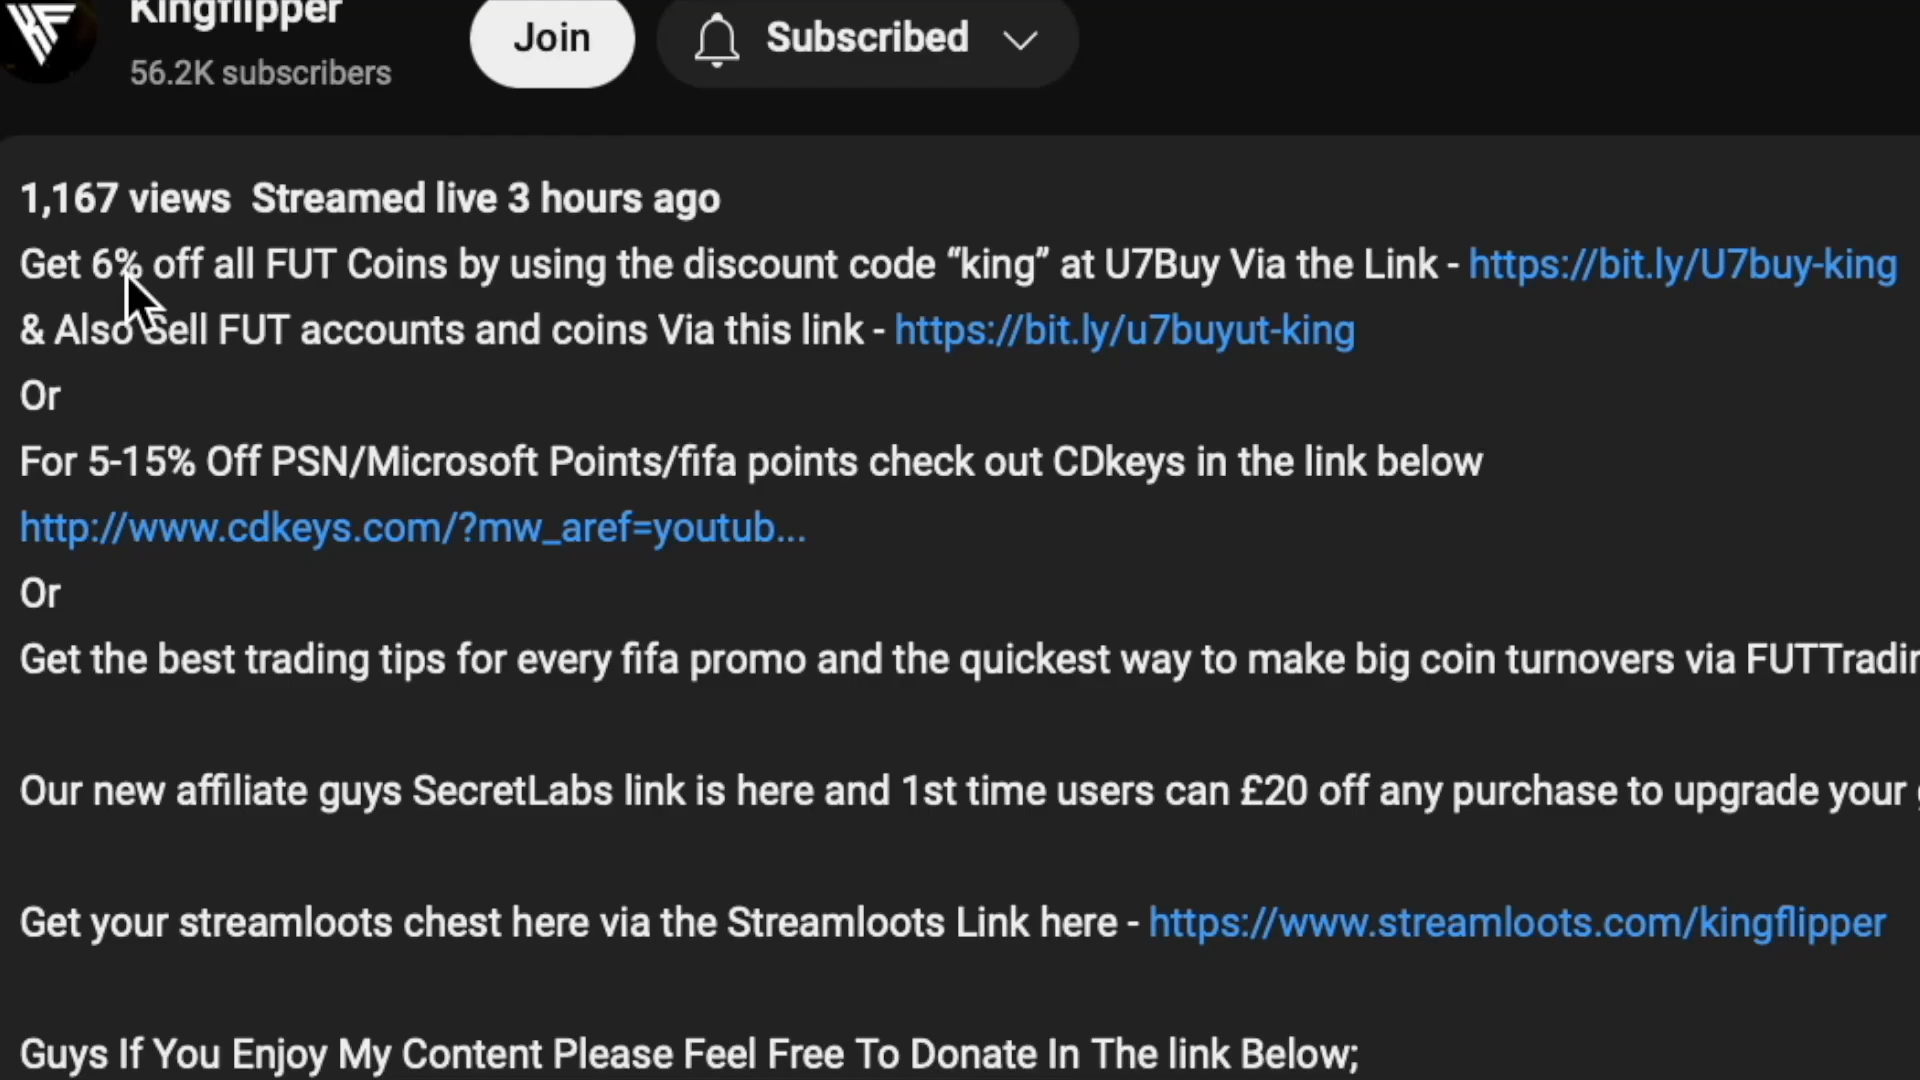 Kingflipper
Join
Subscribed
56.2K subscribers
1,167 views Streamed live 3 hours ago
Get 6% off all FUT Coins by using the discount code “king” at U7Buy Via the Link - https://bit.ly/U7buy-king
& Also Sell FUT accounts and coins Via this link - https://bit.ly/u7buyut-king
Or
For 5-15% Off PSN/Microsoft Points/fifa points check out CDkeys in the link below
http://www.cdkeys.com/?mw_aref=youtub...
Or
Get the best trading tips for every fifa promo and the quickest way to make big coin turnovers via
Our new affiliate guys SecretLabs link is here and 1st time users can £20 off any purchase to upgrade your
Get your streamloots chest here via the Streamloots Link here - https://www.streamloots.com/kingflipper
Guys If You Enjoy My Content Please Feel Free To Donate In The link Below;